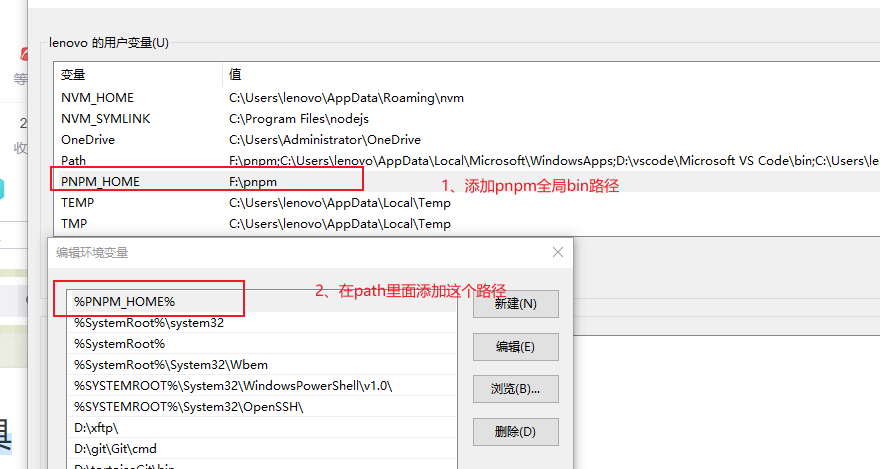 lenovo 的用户变量(U)
变量 值
NVM_HOME C:\Users\lenovo\AppData\Roaming\nvm
NVM_SYMLINK C:\Program Files\nodejs
OneDrive C:\Users\Administrator\OneDrive
Path F:\pnpm;C:\Users\lenovo\AppData\Local\Microsoft\WindowsApps;D:\vscode\Microsoft VS Code\bin;C:\Users\le
PNPM_HOME F:\pnpm
1、添加pnpm全局bin路径
TEMP C:\Users\lenovo\AppData\Local\Temp
TMP C:\Users\lenovo\AppData\Local\Temp
编辑环境变量
2、在path里面添加这个路径
%PNPM_HOME% 新建(N)
%SystemRoot%\system32
%SystemRoot% 编辑(E)
%SystemRoot%\System32\Wbem
%SYSTEMROOT%\System32\WindowsPowerShell\v1.0\ 浏览(B)...
%SYSTEMROOT%\System32\OpenSSH\
D:\xftp\ 删除(D)
D:\git\Git\cmd
D:\tortoiseGit\bin
等
2
收